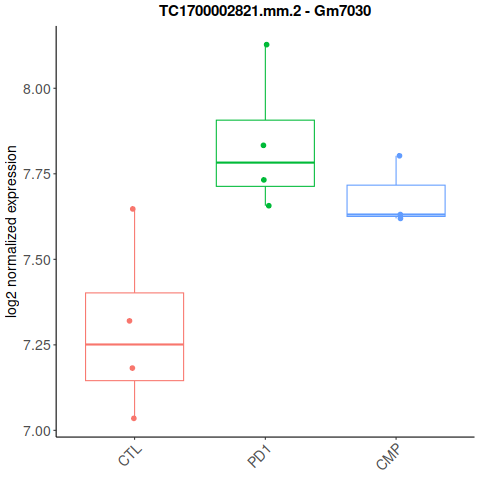 TC1700002821.mm.2 - Gm7030
log2 normalized expression
8.00
7.75
7.50
7.25
7.00
CTL
PD1
CMP